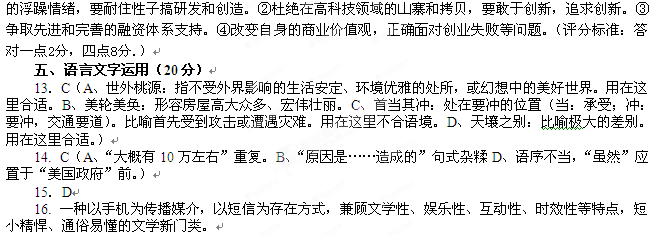 的浮躁情绪，要耐住性子搞研发和创造。②杜绝在高科技领域的山寨和拷贝，要敢于创新，追求创新。③
争取先进和完善的融资体系支持。④改变自身的商业价值观，正确面对创业失败等问题。（评分标准：答
对一点2分，四点8分.）
五、语言文字运用（20分）
13．C（A、世外桃源：指不受外界影响的生活安定、环境优雅的处所，或幻想中的美好世界。用在这
里合适。B、美轮美奂：形容房屋高大众多、宏伟壮丽。C、首当其冲：处在要冲的位置（当：承受；冲：
要冲，交通要道）。比喻首先受到攻击或遭遇灾难。用在这里不合语境。D、天壤之别：比喻极大的差别。
用在这里合适。）
14. C（A、“大概有 10 万左右”重复。B、“原因是……造成的”句式杂糅 D、语序不当，“虽然”应
置于“美国政府”前。）
15. D
16. 一种以手机为传播媒介，以短信为存在方式，兼顾文学性、娱乐性、互动性、时效性等特点，短
小精悍、通俗易懂的文学新门类。